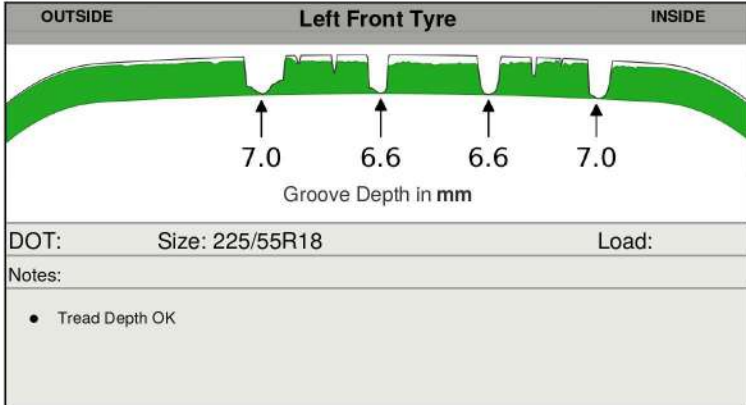 OUTSIDE Left Front Tyre INSIDE
7.0 6.6 6.6 7.0
Groove Depth in mm
DOT: Size: 225/55R18 Load:
Notes:
● Tread Depth OK